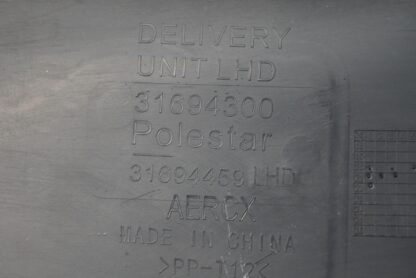 DELIVERY
UNIT LHD
31694300
Polestar
31694459 LHD
AERCX
MADE IN CHINA
>PP-T12<